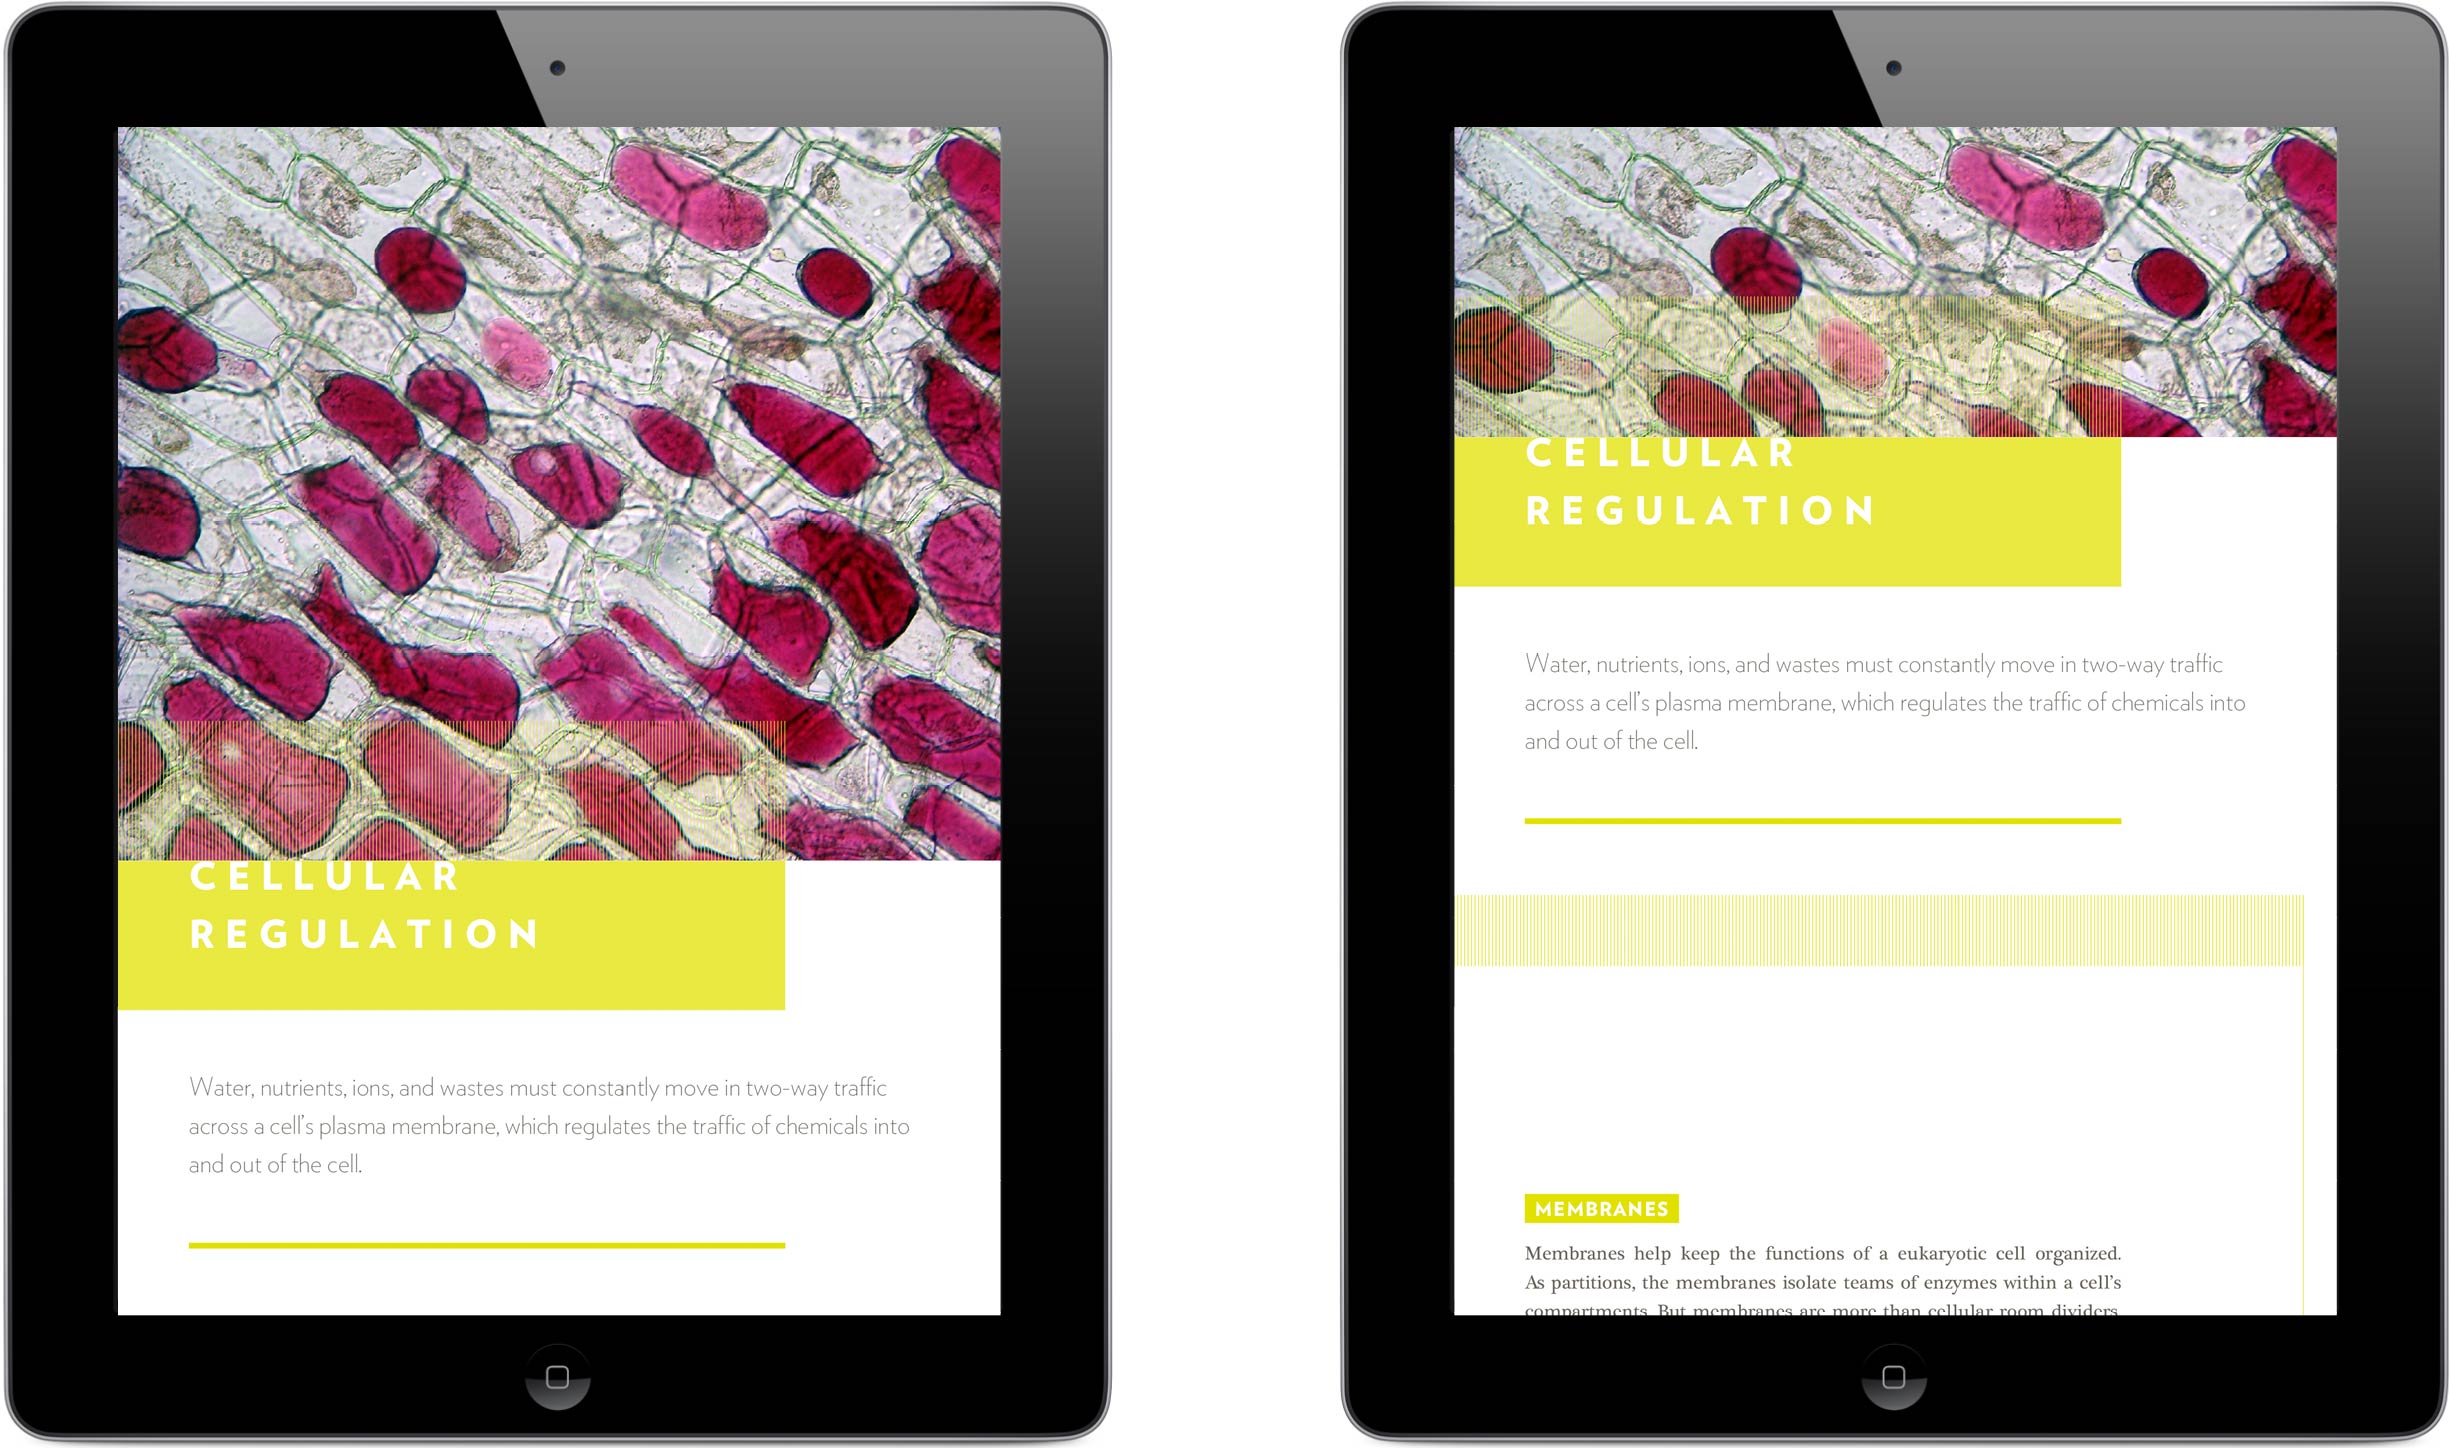 CELLULAR
REGULATION
Water, nutrients, ions, and wastes must constantly move in two-way traffic
across a cell's plasma membrane, which regulates the traffic of chemicals into
and out of the cell.
CELLULAR
REGULATION
Water, nutrients, ions, and wastes must constantly move in two-way traffic
across a cell's plasma membrane, which regulates the traffic of chemicals into
and out of the cell.
MEMBRANES
Membranes help keep the functions of a eukaryotic cell organized.
As partitions, the membranes isolate teams of enzymes within a cell's
compartments. But membranes are more than cellular room dividers.